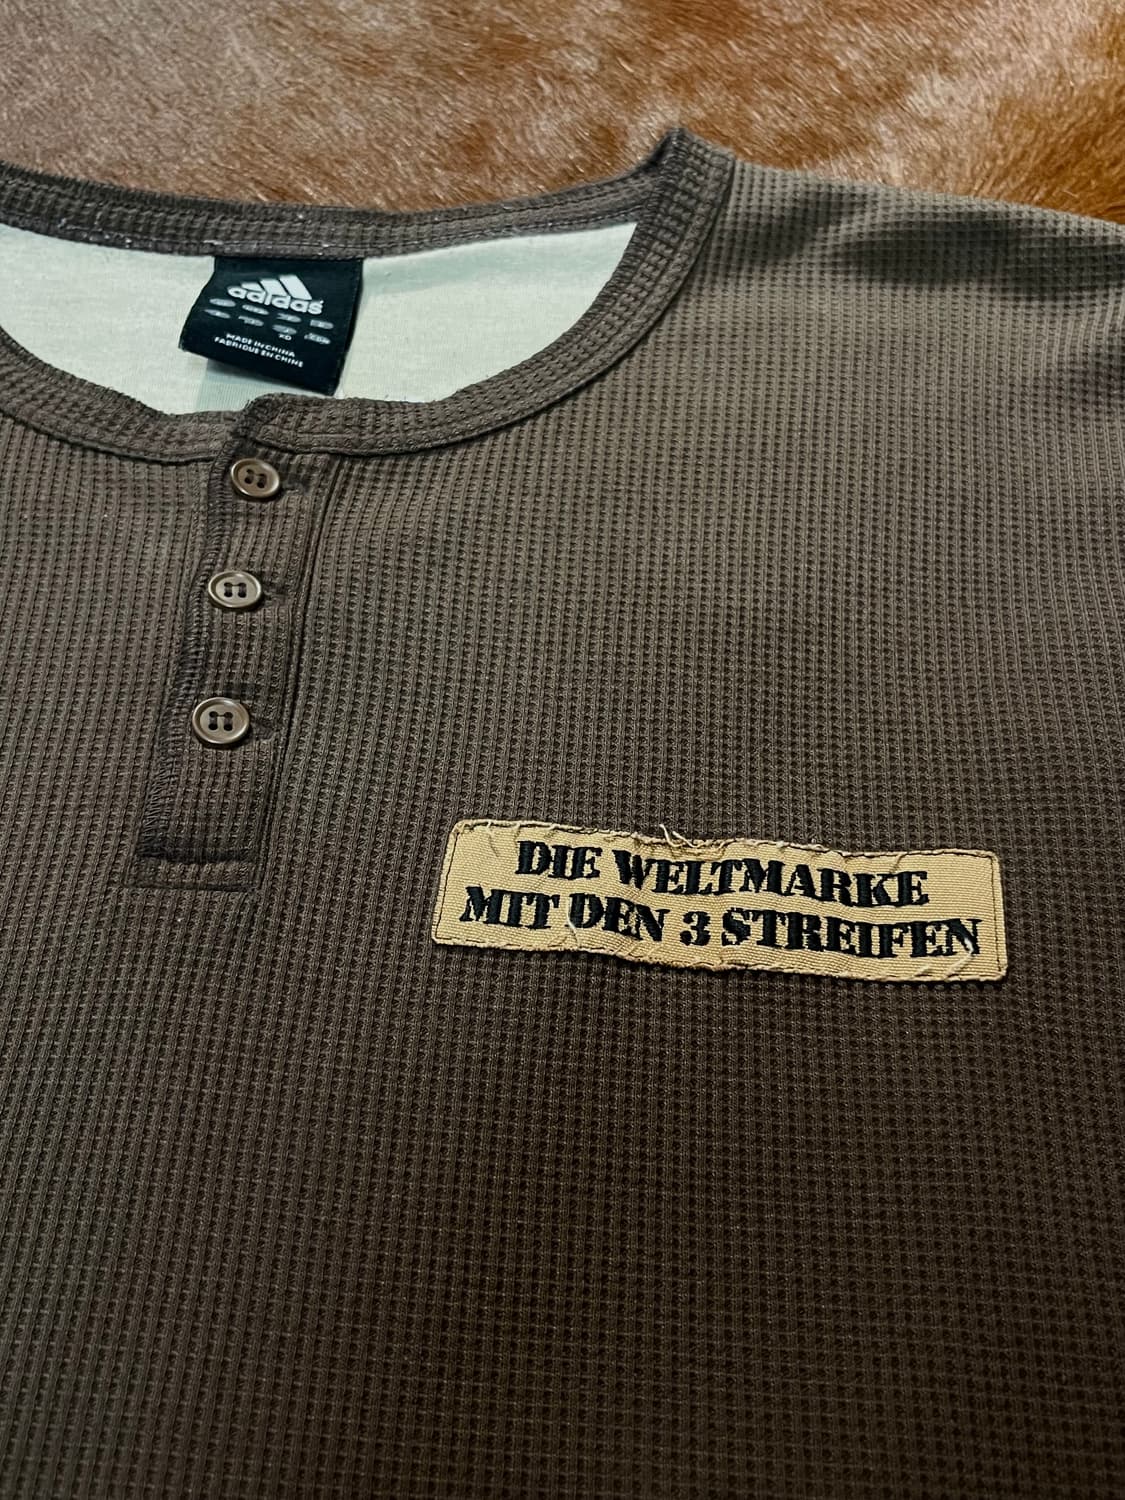 adidas
MADE IN CHINA
FABRIQUE EN CHINE
DIE WELTMARKE
MIT DEN 3 STREIFEN